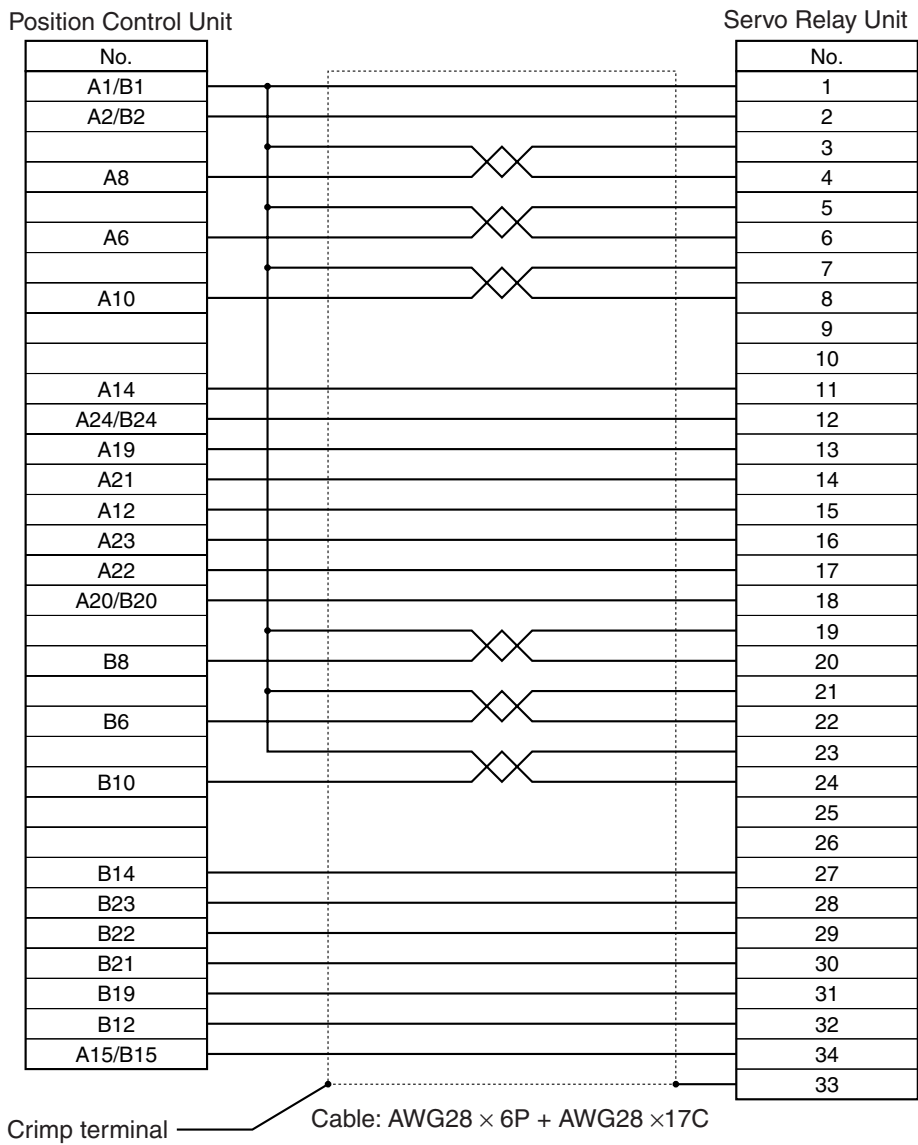 Position Control Unit Servo Relay Unit
No. No.
A1/B1 1
A2/B2 2
3
A8 4
5
A6 6
7
A10 8
9
10
A14 11
A24/B24 12
A19 13
A21 14
A12 15
A23 16
A22 17
A20/B20 18
19
B8 20
21
B6 22
23
B10 24
25
26
B14 27
B23 28
B22 29
B21 30
B19 31
B12 32
A15/B15 34
33
Crimp terminal
Cable: AWG28 × 6P + AWG28 ×17C